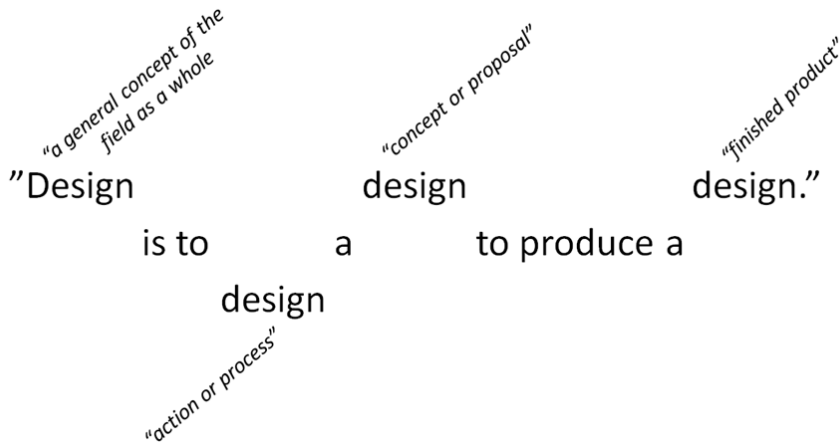 “a general concept of the
field as a whole
“concept or proposal”
“finished product”
”Design design design.”
is to a to produce a
design
“action or process”